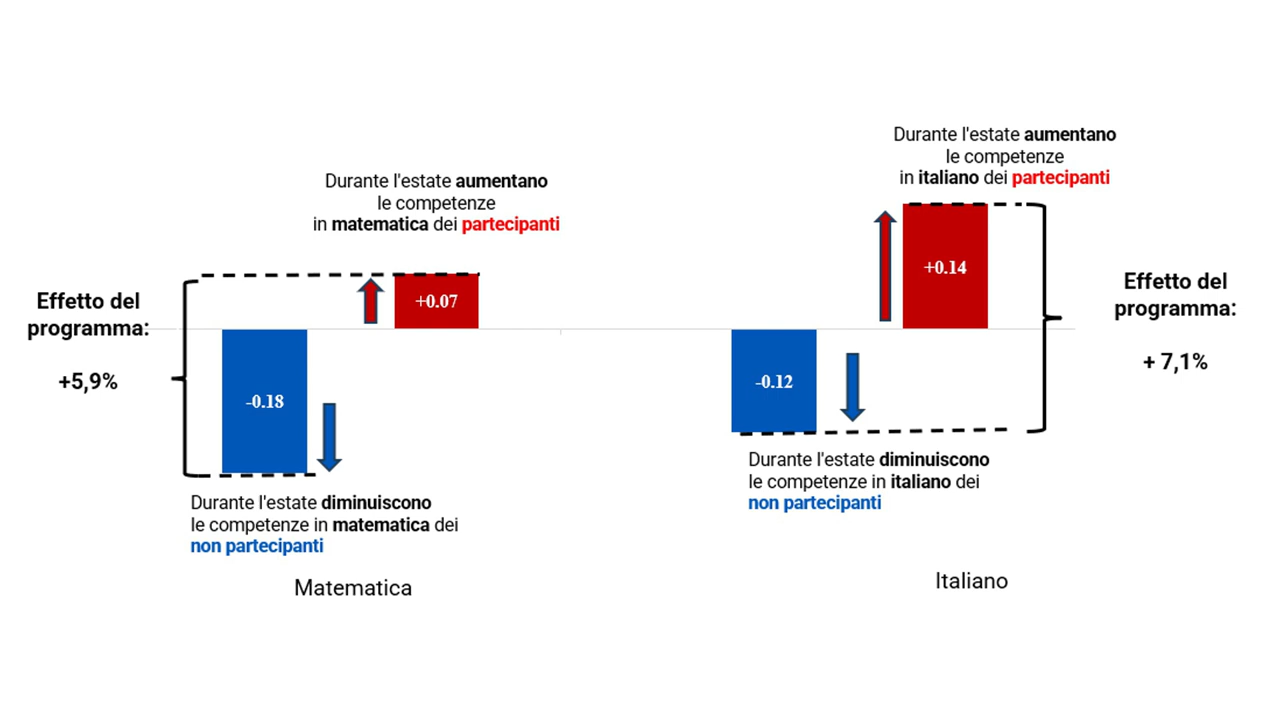 Durante l'estate aumentano
le competenze
in matematica dei partecipanti
Effetto del
programma:
+5,9%
+0.07
-0.18
Durante l'estate diminuiscono
le competenze in matematica dei
non partecipanti
Matematica
Durante l'estate aumentano
le competenze
in italiano dei partecipanti
+0.14
-0.12
Effetto del
programma:
+ 7,1%
Durante l'estate diminuiscono
le competenze in italiano dei
non partecipanti
Italiano